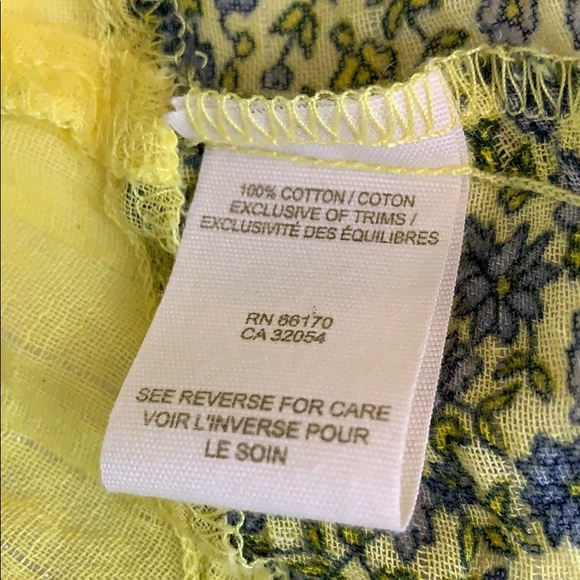 100% COTTON / COTON
EXCLUSIVE OF TRIMS /
EXCLUSIVITÉ DES ÉQUILIBRES
RN 66170
CA 32054
SEE REVERSE FOR CARE
VOIR L'INVERSE POUR
LE SOIN